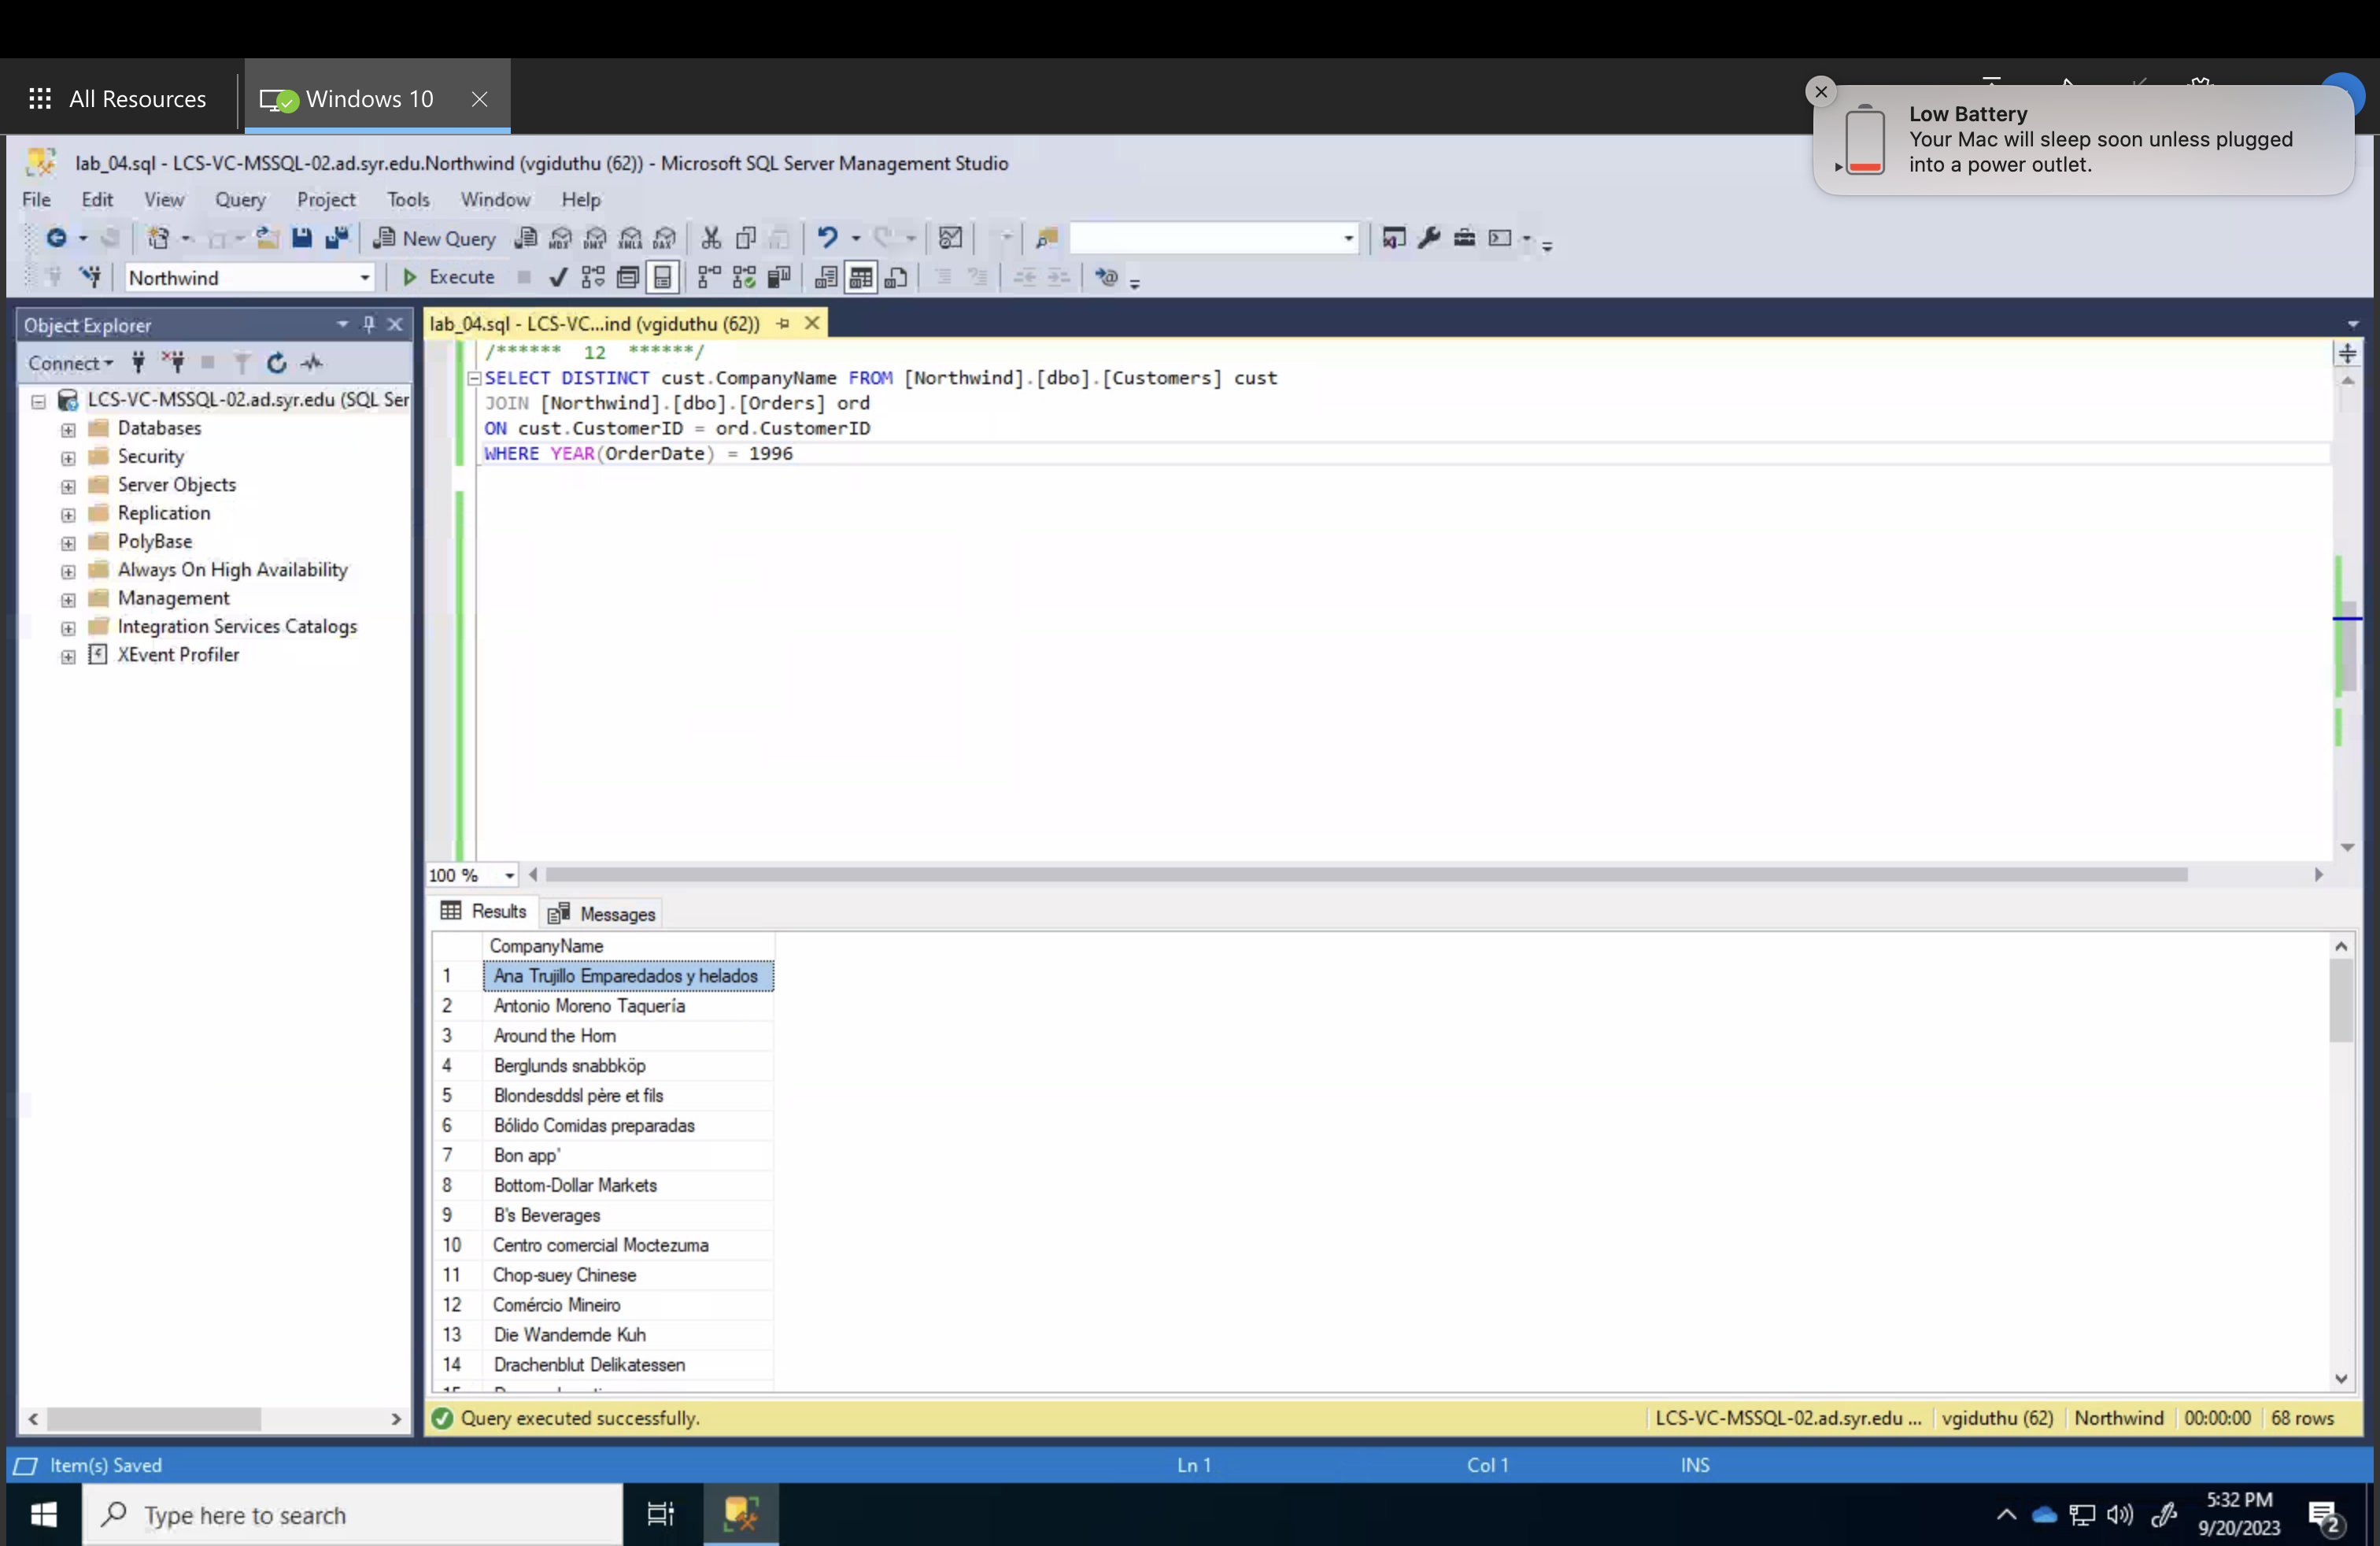 All Resources
Windows 10
Low Battery
Your Mac will sleep soon unless plugged
into a power outlet.
lab_04.sql - LCS-VC-MSSQL-02.ad.syr.edu.Northwind (vgiduthu (62)) - Microsoft SQL Server Management Studio
File Edit View Query Project Tools Window Help
New Query MDX DMX XMLA DAX
Northwind Execute
Object Explorer
Connect
LCS-VC-MSSQL-02.ad.syr.edu (SQL Ser
Databases
Security
Server Objects
Replication
PolyBase
Always On High Availability
Management
Integration Services Catalogs
XEvent Profiler
lab_04.sql - LCS-VC...ind (vgiduthu (62))
/****** 12 ******/
SELECT DISTINCT cust.CompanyName FROM [Northwind].[dbo].[Customers] cust
JOIN [Northwind].[dbo].[Orders] ord
ON cust.CustomerID = ord.CustomerID
WHERE YEAR(OrderDate) = 1996
100 %
Results Messages
CompanyName
1 Ana Trujillo Emparedados y helados
2 Antonio Moreno Taquería
3 Around the Horn
4 Berglunds snabbköp
5 Blondesddsl père et fils
6 Bólido Comidas preparadas
7 Bon app'
8 Bottom-Dollar Markets
9 B's Beverages
10 Centro comercial Moctezuma
11 Chop-suey Chinese
12 Comércio Mineiro
13 Die Wandernde Kuh
14 Drachenblut Delikatessen
Query executed successfully.
LCS-VC-MSSQL-02.ad.syr.edu ... vgiduthu (62) Northwind 00:00:00 68 rows
Item(s) Saved Ln 1 Col 1 INS
Type here to search
5:32 PM
9/20/2023
2